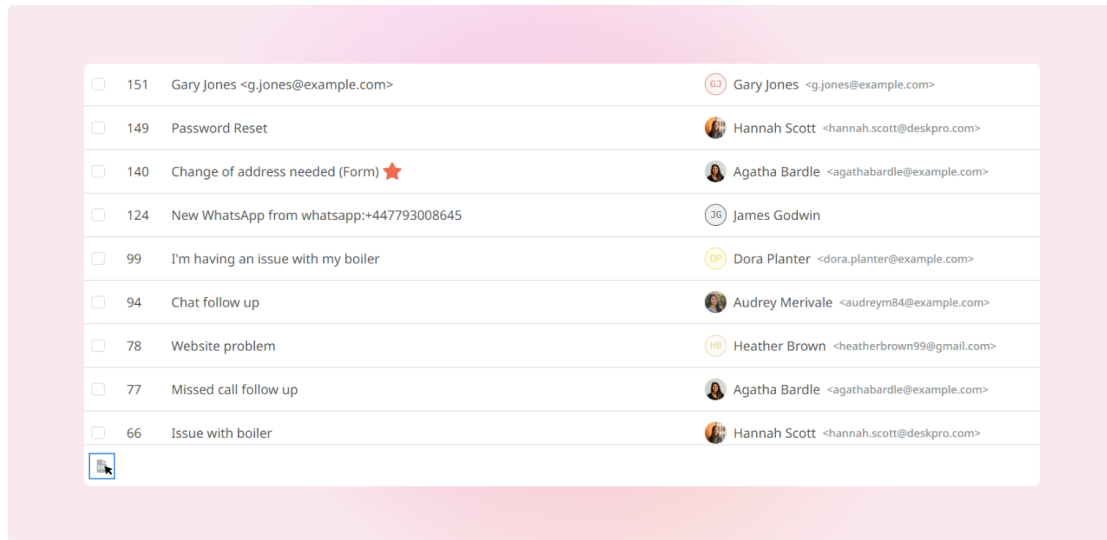 151 Gary Jones <g.jones@example.com> GJ Gary Jones <g.jones@example.com>
149 Password Reset Hannah Scott <hannah.scott@deskpro.com>
140 Change of address needed (Form) Agatha Bardle <agathabardle@example.com>
124 New WhatsApp from whatsapp:+447793008645 JG James Godwin
99 I'm having an issue with my boiler DP Dora Planter <dora.planter@example.com>
94 Chat follow up Audrey Merivale <audreym84@example.com>
78 Website problem HB Heather Brown <heatherbrown99@gmail.com>
77 Missed call follow up Agatha Bardle <agathabardle@example.com>
66 Issue with boiler Hannah Scott <hannah.scott@deskpro.com>